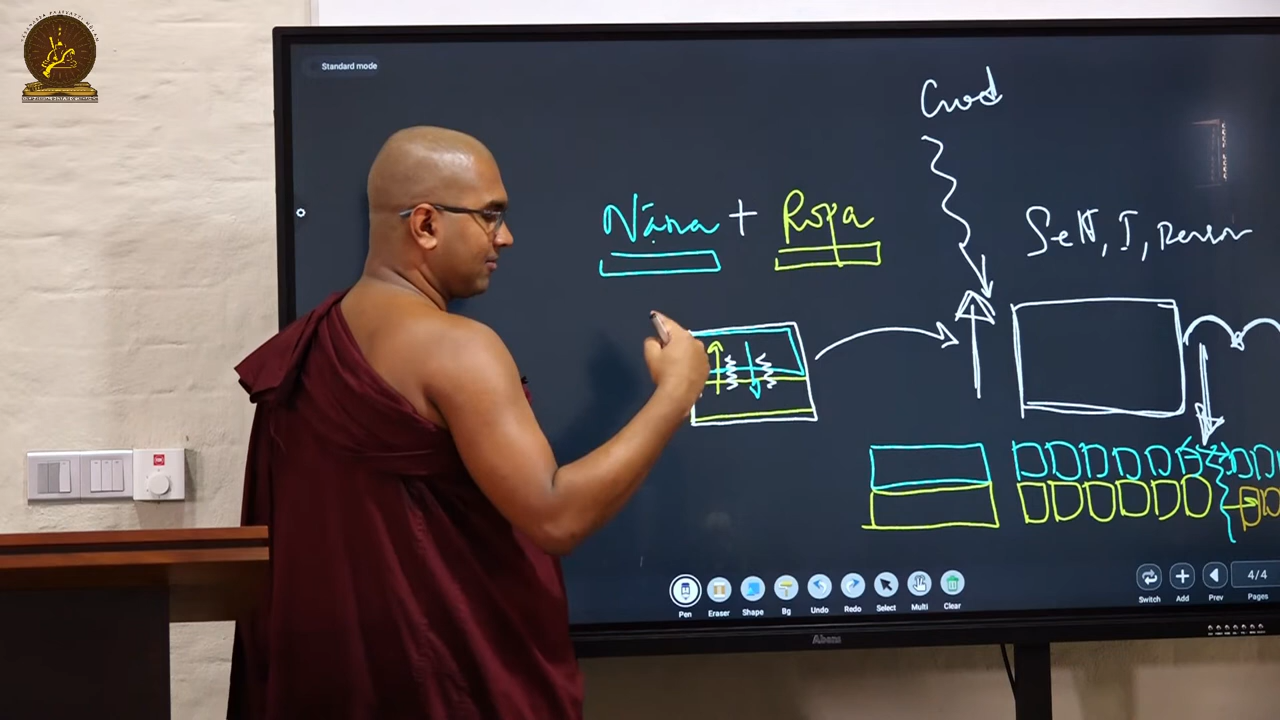 Standard mode
God
Nāma + Rūpa
Self, I, person
Pen Eraser Shape Bg Undo Redo Select Multi Clear
Switch Add Prev 4/4 Pages